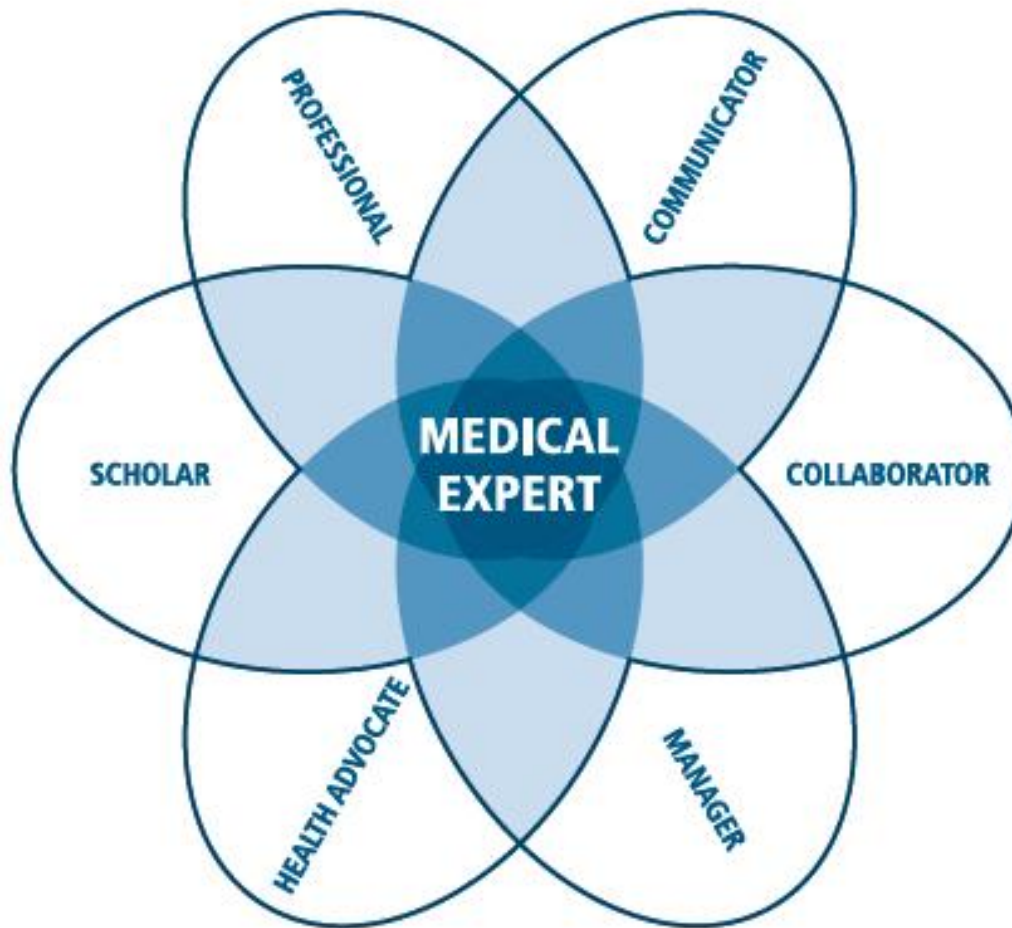 PROFESSIONAL
COMMUNICATOR
SCHOLAR
MEDICAL
EXPERT
COLLABORATOR
HEALTH ADVOCATE
MANAGER